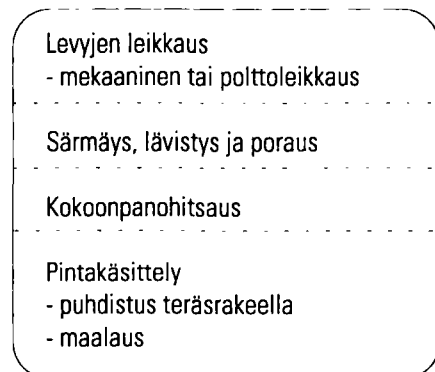 Levyjen leikkaus
- mekaaninen tai polttoleikkaus
Särmäys, lävistys ja poraus
Kokoonpanohitsaus
Pintakäsittely
- puhdistus teräsrakeella
- maalaus